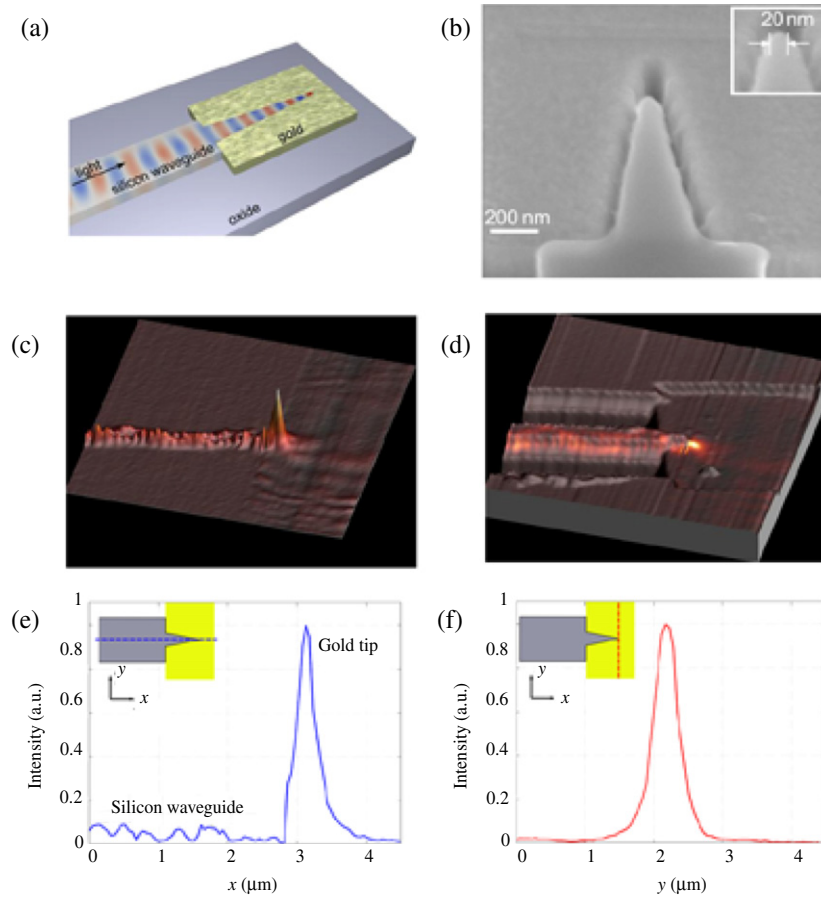 (a)
light
silicon waveguide
gold
oxide
(b)
20 nm
200 nm
(c)
(d)
(e)
1
0.8
0.6
0.4
0.2
0
Intensity (a.u.)
y
x
Gold tip
Silicon waveguide
0
1
2
3
4
x (μm)
(f)
1
0.8
0.6
0.4
0.2
0
Intensity (a.u.)
y
x
0
1
2
3
4
y (μm)